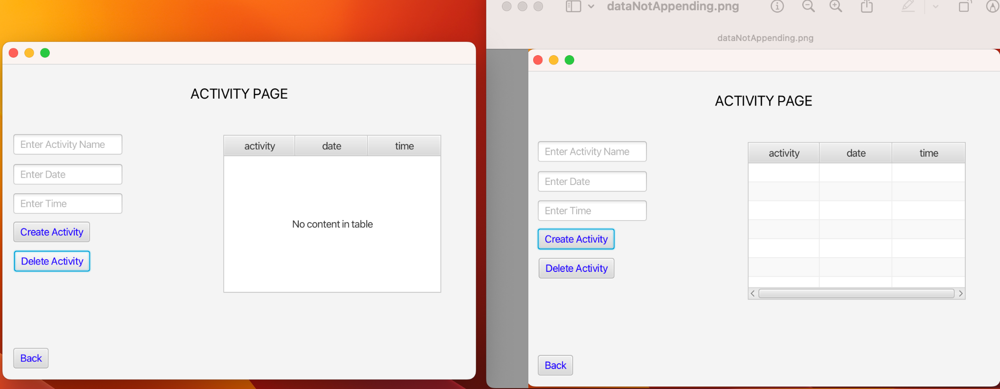 ACTIVITY PAGE
Enter Activity Name
Enter Date
Enter Time
Create Activity
Delete Activity
activity date time
No content in table
Back
dataNotAppending.png
dataNotAppending.png
ACTIVITY PAGE
Enter Activity Name
Enter Date
Enter Time
Create Activity
Delete Activity
activity date time
Back